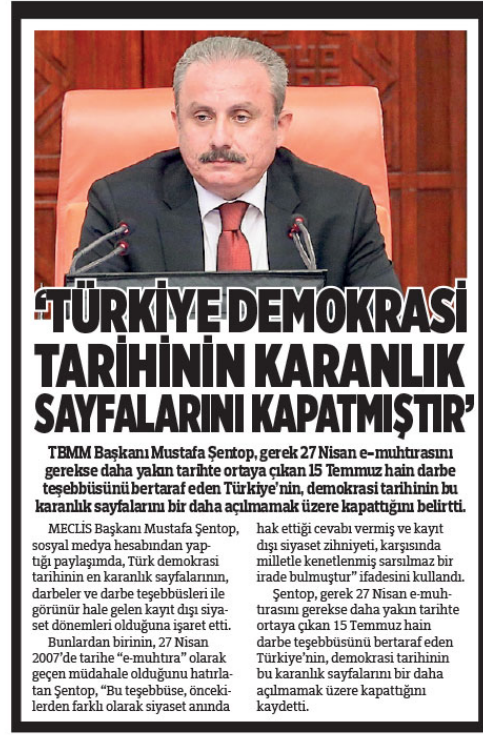 ‘TÜRKİYE DEMOKRASİ
TARİHİNİN KARANLIK
SAYFALARINI KAPATMIŞTIR’
TBMM Başkanı Mustafa Şentop, gerek 27 Nisan e-muhtırasını
gerekse daha yakın tarihte ortaya çıkan 15 Temmuz hain darbe
teşebbüsünü bertaraf eden Türkiye’nin, demokrasi tarihinin bu
karanlık sayfalarını bir daha açılmamak üzere kapattığını belirtti.
MECLİS Başkanı Mustafa Şentop,
sosyal medya hesabından yap-
tığı paylaşımda, Türk demokrasi
tarihinin en karanlık sayfalarının,
darbeler ve darbe teşebbüsleri ile
görünür hale gelen kayıt dışı siya-
set dönemleri olduğuna işaret etti.
Bunlardan birinin, 27 Nisan
2007’de tarihe “e-muhtıra” olarak
geçen müdahale olduğunu hatırla-
tan Şentop, “Bu teşebbüse, önceki-
lerden farklı olarak siyaset anında
hak ettiği cevabı vermiş ve kayıt
dışı siyaset zihniyeti, karşısında
milletle kenetlenmiş sarsılmaz bir
irade bulmuştur” ifadesini kullandı.
Şentop, gerek 27 Nisan e-muh-
tırasını gerekse daha yakın tarihte
ortaya çıkan 15 Temmuz hain
darbe teşebbüsünü bertaraf eden
Türkiye’nin, demokrasi tarihinin
bu karanlık sayfalarını bir daha
açılmamak üzere kapattığını
kaydetti.